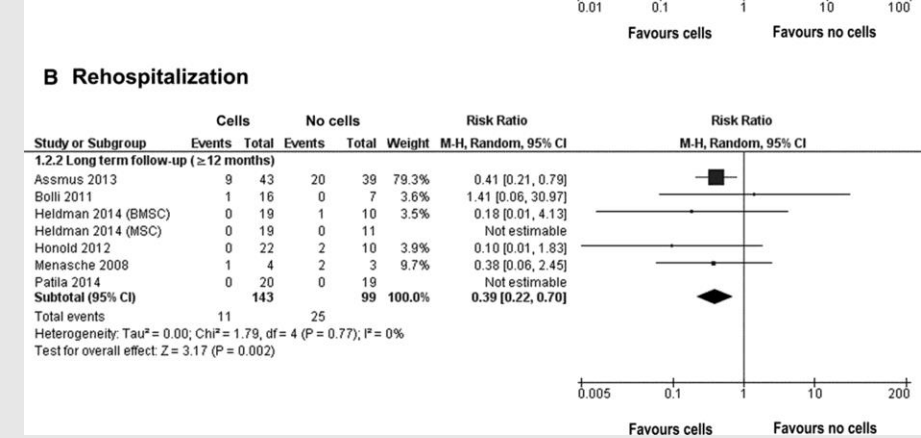 0.01 0.1 1 10 100
Favours cells Favours no cells
B Rehospitalization
Cells No cells Risk Ratio Risk Ratio
Study or Subgroup Events Total Events Total Weight M-H, Random, 95% CI M-H, Random, 95% CI
1.2.2 Long term follow-up (≥12 months)
Assmus 2013 9 43 20 39 79.3% 0.41 [0.21, 0.79]
Bolli 2011 1 16 0 7 3.6% 1.41 [0.06, 30.97]
Heldman 2014 (BMSC) 0 19 1 10 3.5% 0.18 [0.01, 4.13]
Heldman 2014 (MSC) 0 19 0 11 Not estimable
Honold 2012 0 22 2 10 3.9% 0.10 [0.01, 1.83]
Menasche 2008 1 4 2 3 9.7% 0.38 [0.06, 2.45]
Patila 2014 0 20 0 19 Not estimable
Subtotal (95% CI) 143 99 100.0% 0.39 [0.22, 0.70]
Total events 11 25
Heterogeneity: Tau² = 0.00; Chi² = 1.79, df = 4 (P = 0.77); I² = 0%
Test for overall effect: Z = 3.17 (P = 0.002)
0.005 0.1 1 10 200
Favours cells Favours no cells